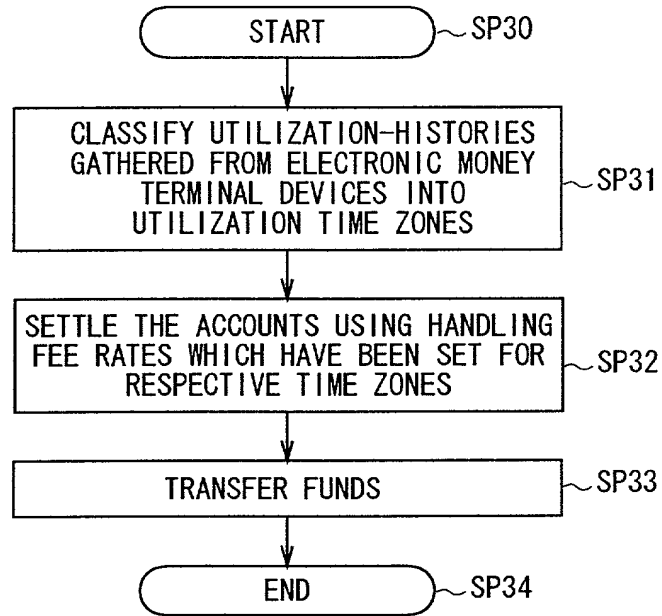 START
SP30
CLASSIFY UTILIZATION-HISTORIES
GATHERED FROM ELECTRONIC MONEY
TERMINAL DEVICES INTO
UTILIZATION TIME ZONES
SP31
SETTLE THE ACCOUNTS USING HANDLING
FEE RATES WHICH HAVE BEEN SET FOR
RESPECTIVE TIME ZONES
SP32
TRANSFER FUNDS
SP33
END
SP34